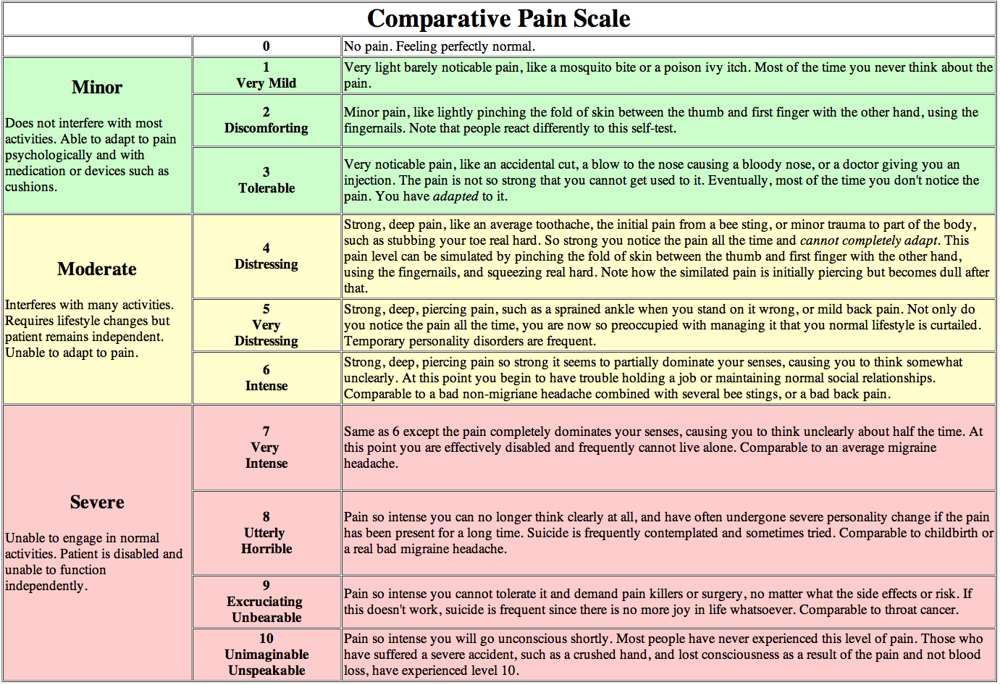 Comparative Pain Scale
0
No pain. Feeling perfectly normal.
Minor
Does not interfere with most
activities. Able to adapt to pain
psychologically and with
medication or devices such as
cushions.
1
Very Mild
Very light barely noticable pain, like a mosquito bite or a poison ivy itch. Most of the time you never think about the
pain.
2
Discomforting
Minor pain, like lightly pinching the fold of skin between the thumb and first finger with the other hand, using the
fingernails. Note that people react differently to this self-test.
3
Tolerable
Very noticable pain, like an accidental cut, a blow to the nose causing a bloody nose, or a doctor giving you an
injection. The pain is not so strong that you cannot get used to it. Eventually, most of the time you don't notice the
pain. You have adapted to it.
Moderate
Interferes with many activities.
Requires lifestyle changes but
patient remains independent.
Unable to adapt to pain.
4
Distressing
Strong, deep pain, like an average toothache, the initial pain from a bee sting, or minor trauma to part of the body,
such as stubbing your toe real hard. So strong you notice the pain all the time and cannot completely adapt. This
pain level can be simulated by pinching the fold of skin between the thumb and first finger with the other hand,
using the fingernails, and squeezing real hard. Note how the similated pain is initially piercing but becomes dull after
that.
5
Very
Distressing
Strong, deep, piercing pain, such as a sprained ankle when you stand on it wrong, or mild back pain. Not only do
you notice the pain all the time, you are now so preoccupied with managing it that you normal lifestyle is curtailed.
Temporary personality disorders are frequent.
6
Intense
Strong, deep, piercing pain so strong it seems to partially dominate your senses, causing you to think somewhat
unclearly. At this point you begin to have trouble holding a job or maintaining normal social relationships.
Comparable to a bad non-migriane headache combined with several bee stings, or a bad back pain.
Severe
Unable to engage in normal
activities. Patient is disabled and
unable to function
independently.
7
Very
Intense
Same as 6 except the pain completely dominates your senses, causing you to think unclearly about half the time. At
this point you are effectively disabled and frequently cannot live alone. Comparable to an average migraine
headache.
8
Utterly
Horrible
Pain so intense you can no longer think clearly at all, and have often undergone severe personality change if the pain
has been present for a long time. Suicide is frequently contemplated and sometimes tried. Comparable to childbirth or
a real bad migraine headache.
9
Excruciating
Unbearable
Pain so intense you cannot tolerate it and demand pain killers or surgery, no matter what the side effects or risk. If
this doesn't work, suicide is frequent since there is no more joy in life whatsoever. Comparable to throat cancer.
10
Unimaginable
Unspeakable
Pain so intense you will go unconscious shortly. Most people have never experienced this level of pain. Those who
have suffered a severe accident, such as a crushed hand, and lost consciousness as a result of the pain and not blood
loss, have experienced level 10.